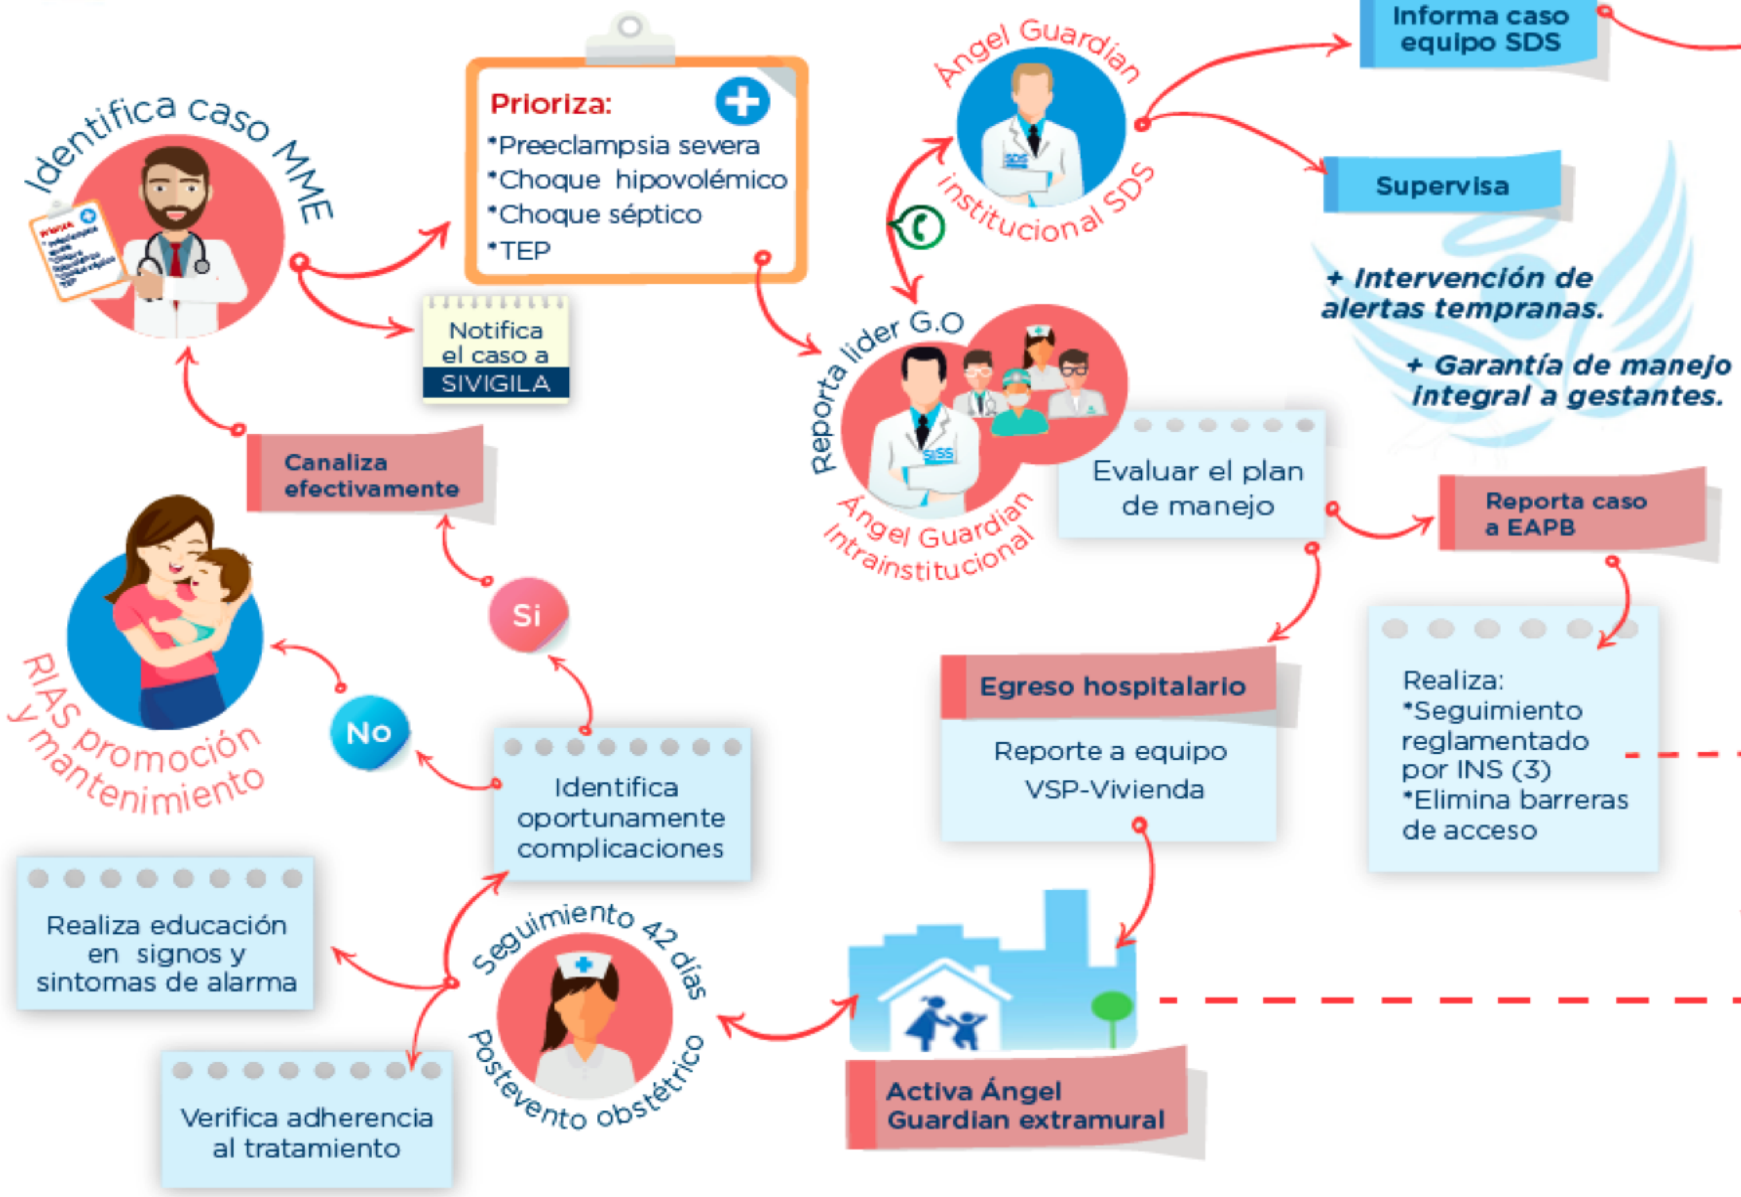 Identifica caso MME
Prioriza:
*Preeclampsia severa
*Choque hipovolémico
*Choque séptico
*TEP
Notifica
el caso a
SIVIGILA
Ángel Guardian
institucional SDS
SDS
Informa caso
equipo SDS
Supervisa
+ Intervención de
alertas tempranas.
+ Garantía de manejo
integral a gestantes.
Reporta lider G.O
SISS
Ángel Guardian
Intrainstitucional
Evaluar el plan
de manejo
Reporta caso
a EAPB
Realiza:
*Seguimiento
reglamentado
por INS (3)
*Elimina barreras
de acceso
Egreso hospitalario
Reporte a equipo
VSP-Vivienda
Activa Ángel
Guardian extramural
Seguimiento 42 días
Postevento obstétrico
Identifica
oportunamente
complicaciones
Si
No
Canaliza
efectivamente
RIAS promoción
y mantenimiento
Realiza educación
en signos y
sintomas de alarma
Verifica adherencia
al tratamiento